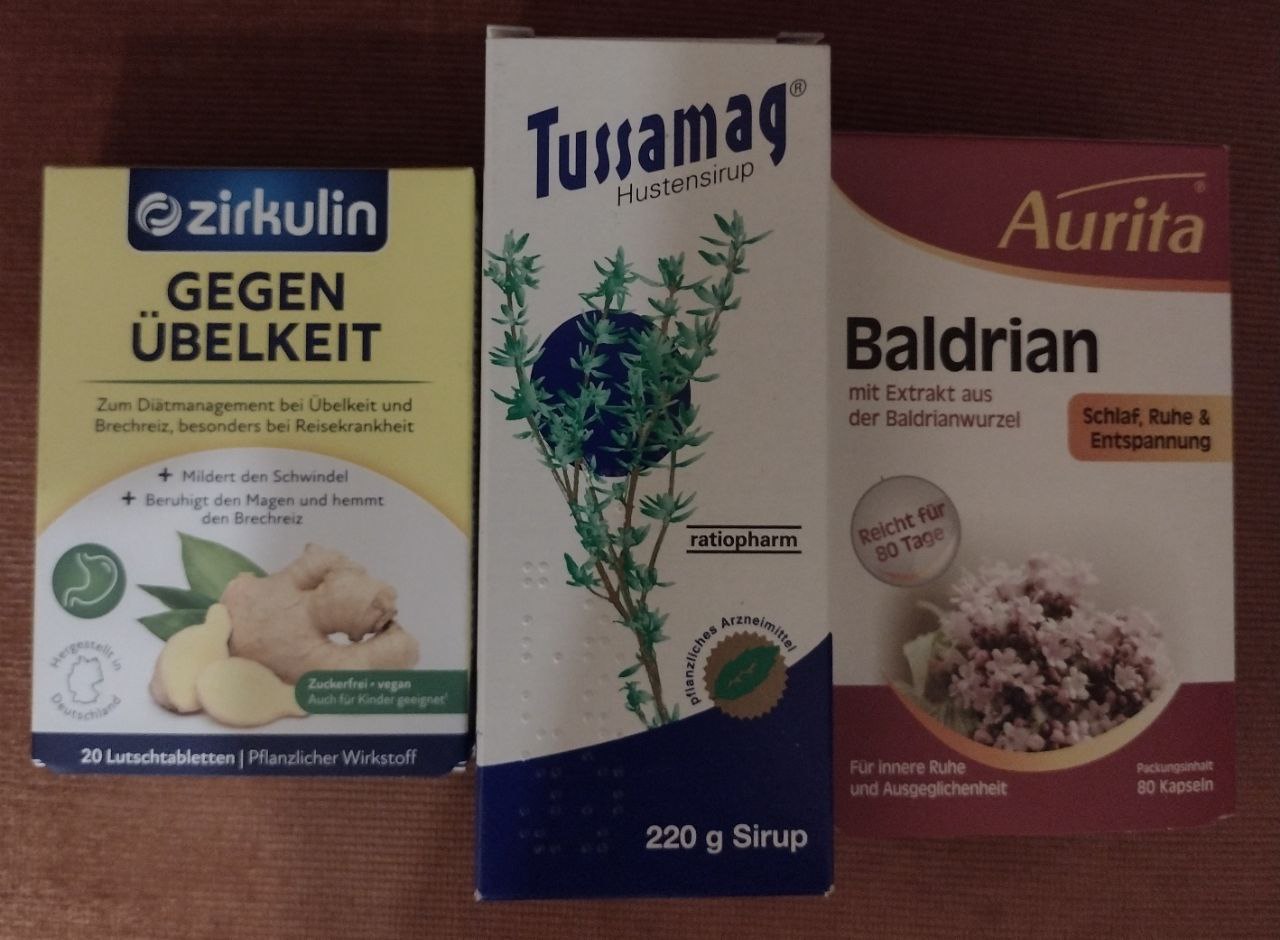 zirkulin
GEGEN
ÜBELKEIT
Zum Diätmanagement bei Übelkeit und
Brechreiz, besonders bei Reisekrankheit
+ Mildert den Schwindel
+ Beruhigt den Magen und hemmt
den Brechreiz
Hergestellt in
Deutschland
Zuckerfrei • vegan
Auch für Kinder geeignet¹
20 Lutschtabletten | Pflanzlicher Wirkstoff
Tussamag®
Hustensirup
ratiopharm
Pflanzliches Arzneimittel
220 g Sirup
Aurita®
Baldrian
mit Extrakt aus
der Baldrianwurzel
Schlaf, Ruhe &
Entspannung
Reicht für
80 Tage
Für innere Ruhe
und Ausgeglichenheit
Packungsinhalt
80 Kapseln